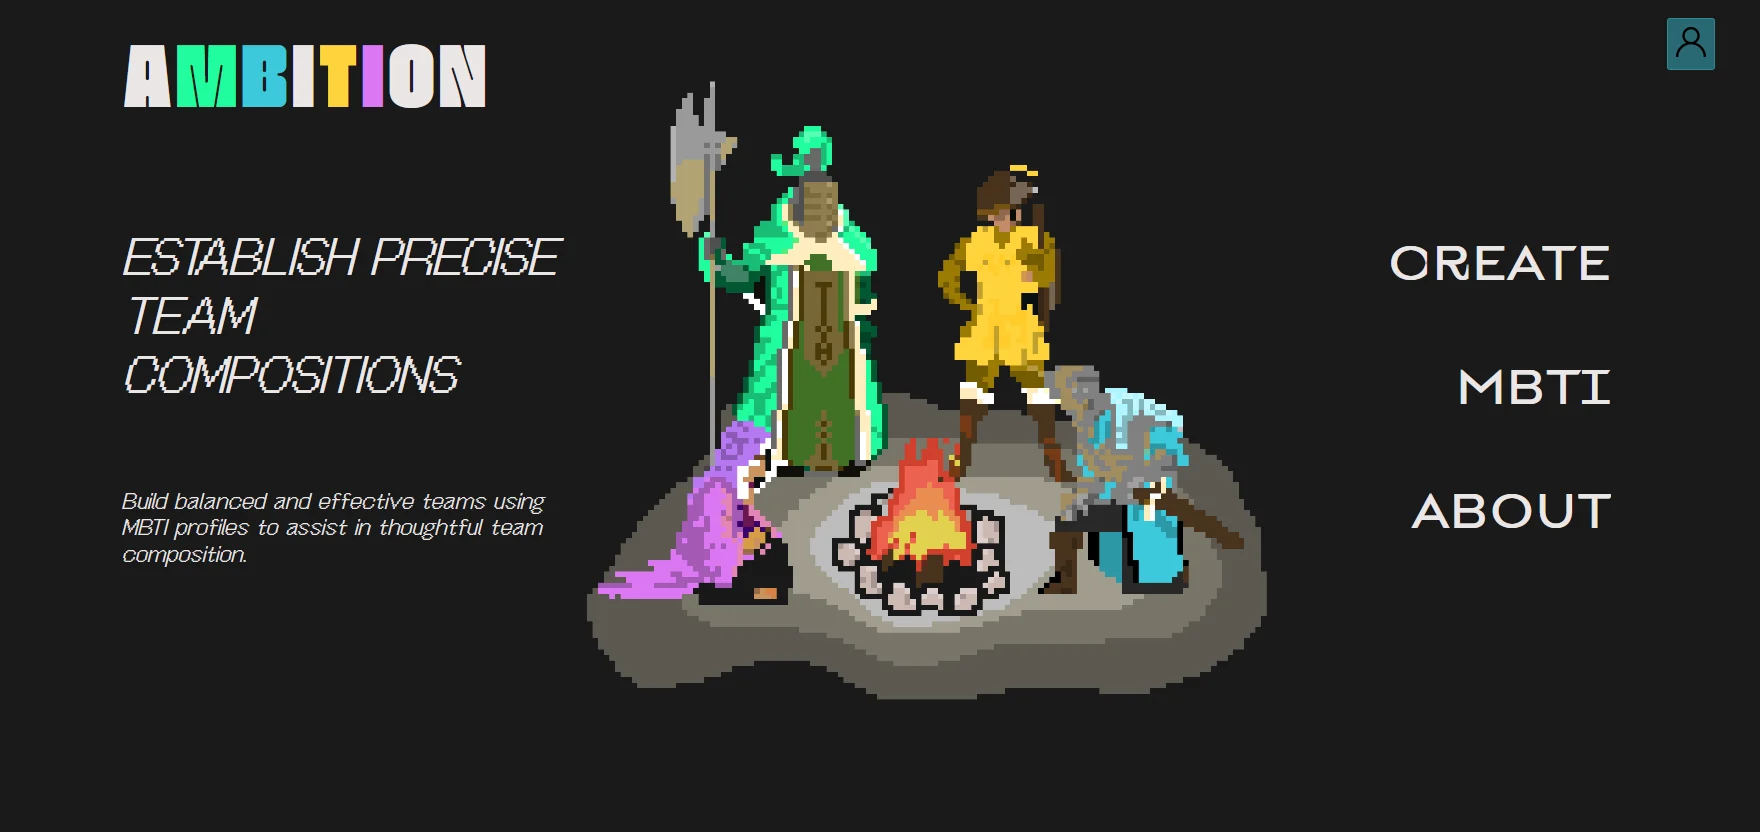 AMBITION
ESTABLISH PRECISE
TEAM
COMPOSITIONS
Build balanced and effective teams using
MBTI profiles to assist in thoughtful team
composition.
CREATE
MBTI
ABOUT